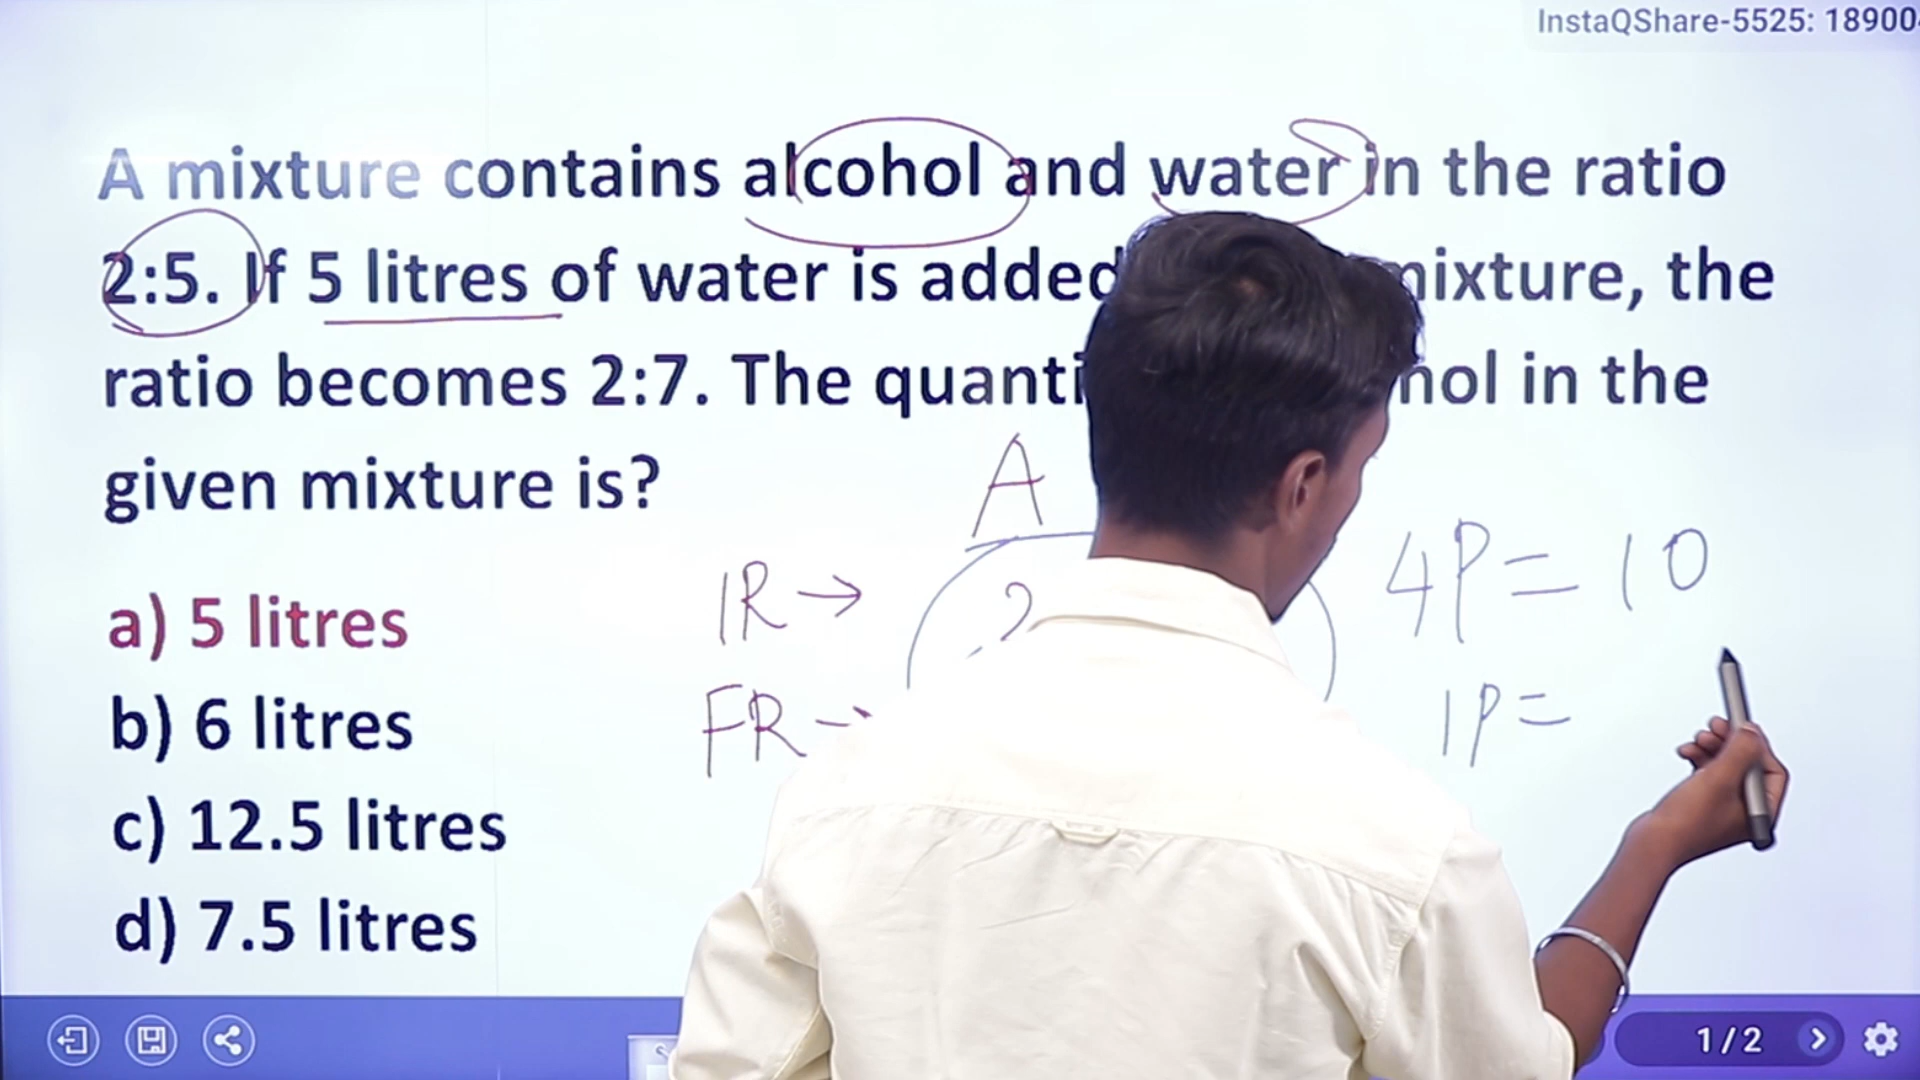 InstaQShare-5525: 18900
A mixture contains alcohol and water in the ratio
2:5. If 5 litres of water is added mixture, the
ratio becomes 2:7. The in the
given mixture is?
A
IR → 2 4P = 10
FR → 1P =
a) 5 litres
b) 6 litres
c) 12.5 litres
d) 7.5 litres
1/2